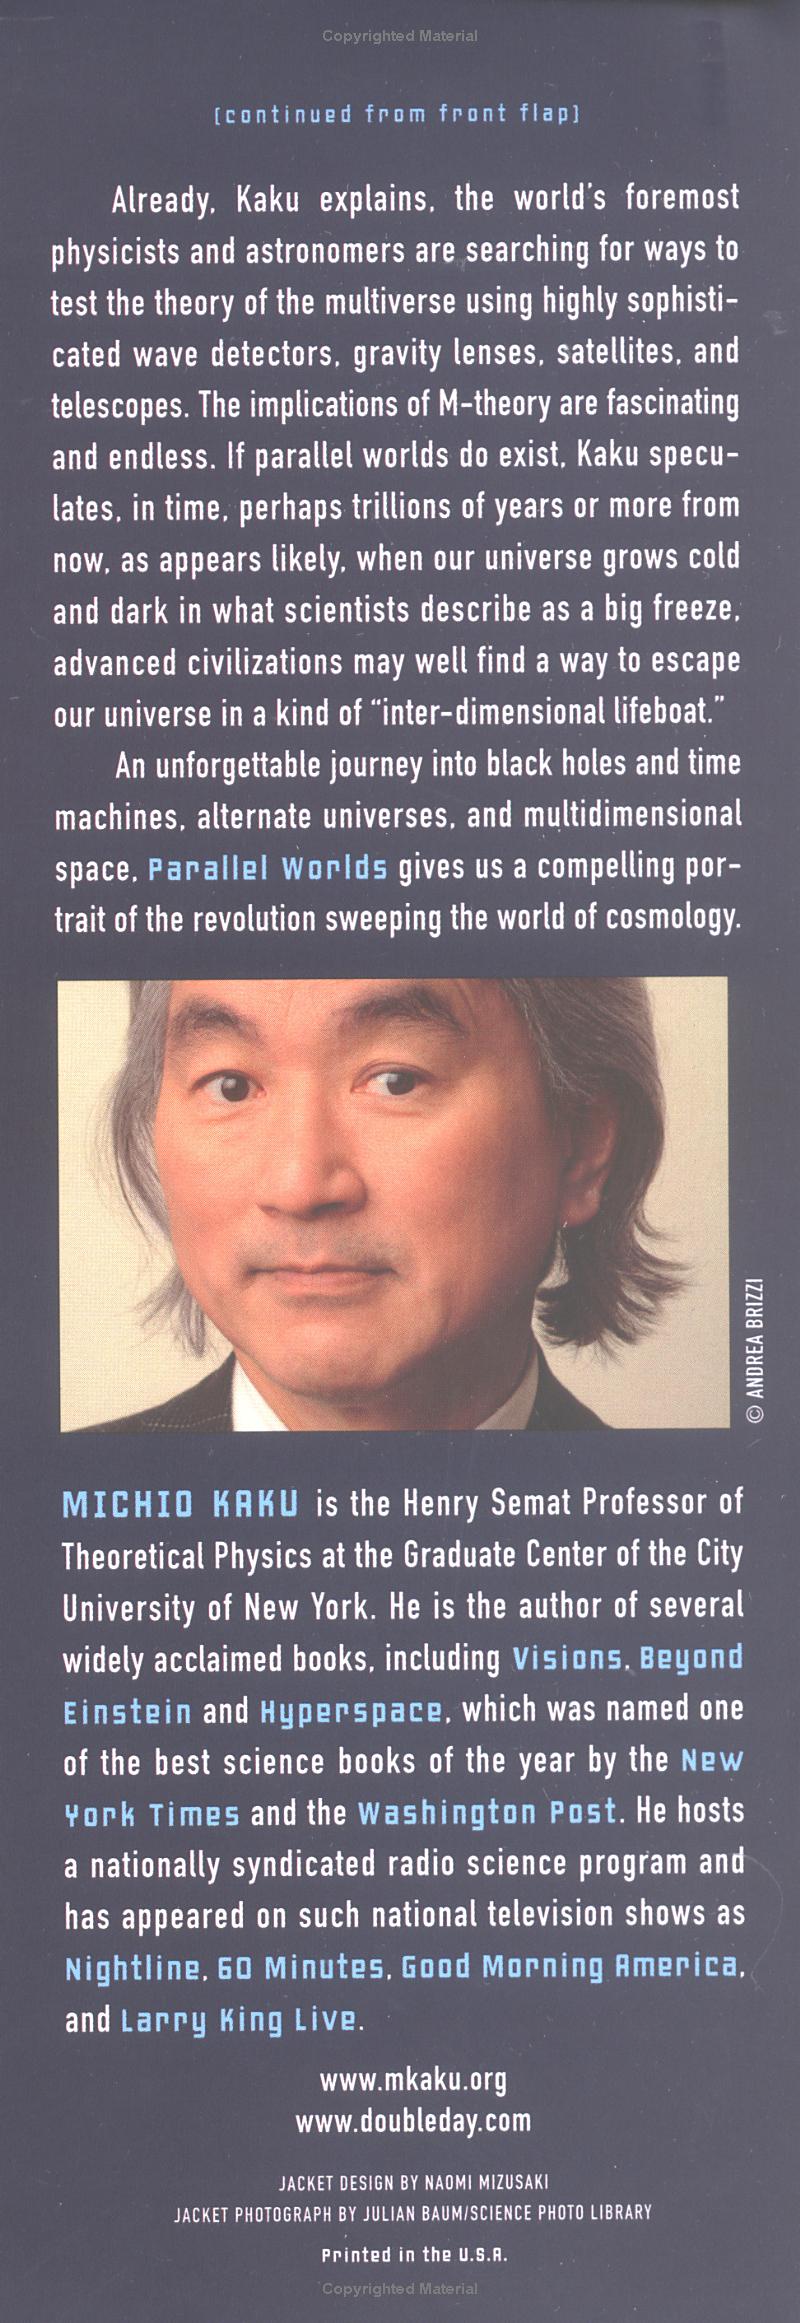 Copyrighted Material
[continued from front flap]
Already, Kaku explains, the world's foremost
physicists and astronomers are searching for ways to
test the theory of the multiverse using highly sophisti-
cated wave detectors, gravity lenses, satellites, and
telescopes. The implications of M-theory are fascinating
and endless. If parallel worlds do exist, Kaku specu-
lates, in time, perhaps trillions of years or more from
now, as appears likely, when our universe grows cold
and dark in what scientists describe as a big freeze,
advanced civilizations may well find a way to escape
our universe in a kind of “inter-dimensional lifeboat.”
An unforgettable journey into black holes and time
machines, alternate universes, and multidimensional
space, Parallel Worlds gives us a compelling por-
trait of the revolution sweeping the world of cosmology.
© ANDREA BRIZZI
MICHIO KAKU is the Henry Semat Professor of
Theoretical Physics at the Graduate Center of the City
University of New York. He is the author of several
widely acclaimed books, including Visions, Beyond
Einstein and Hyperspace, which was named one
of the best science books of the year by the New
York Times and the Washington Post. He hosts
a nationally syndicated radio science program and
has appeared on such national television shows as
Nightline, 60 Minutes, Good Morning America,
and Larry King Live.
www.mkaku.org
www.doubleday.com
JACKET DESIGN BY NAOMI MIZUSAKI
JACKET PHOTOGRAPH BY JULIAN BAUM/SCIENCE PHOTO LIBRARY
Printed in the U.S.A.
Copyrighted Material